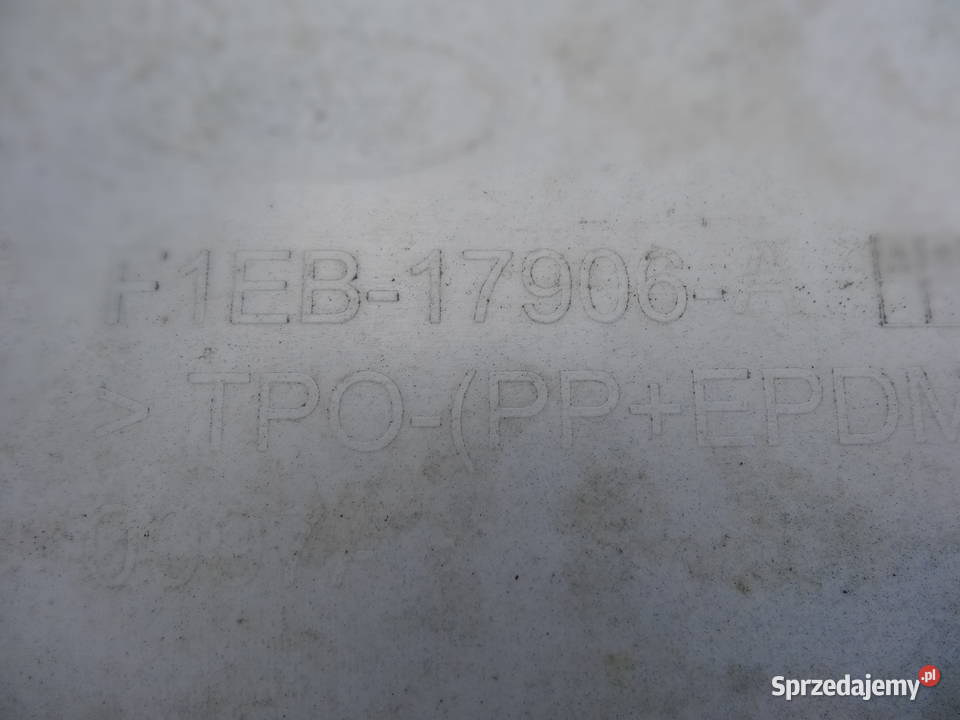 F1EB-17906-A
> TPO-(PP+EPDM
Sprzedajemy.pl